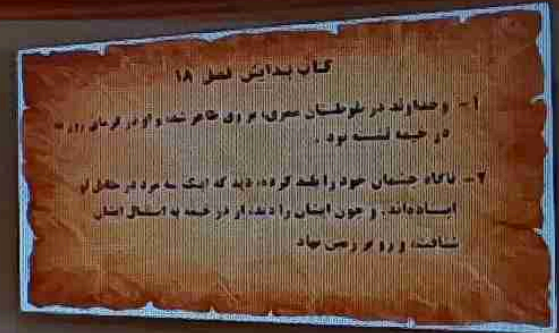 کتاب پیدایش فصل ۱۸
۱- وخداوند در بلوطستان ممری، بر وی ظاهر شد، و او در گرمای روز
در خیمه نشسته بود .
۲- ناگاه چشمان خود را بلند کرده، دید که اینک سه مرد در مقابل او
ایستاده‌اند. و چون ایشان را دید، از در خیمه به استقبال ایشان
شتافت، و رو بر زمین نهاد